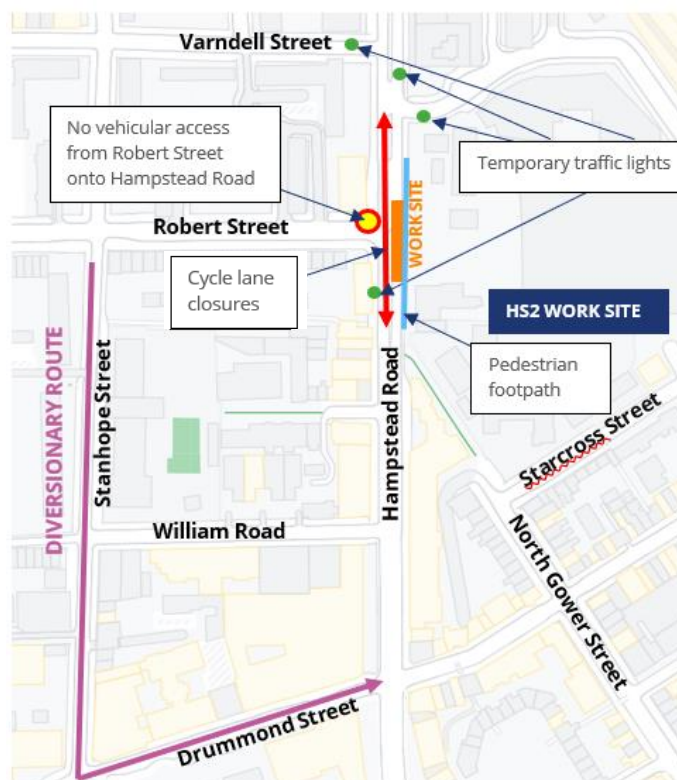 Varndell Street
No vehicular access
from Robert Street
onto Hampstead Road
Temporary traffic lights
Robert Street
WORK SITE
Cycle lane
closures
HS2 WORK SITE
Pedestrian
footpath
DIVERSIONARY ROUTE
Stanhope Street
Hampstead Road
Starcross Street
William Road
North Gower Street
Drummond Street